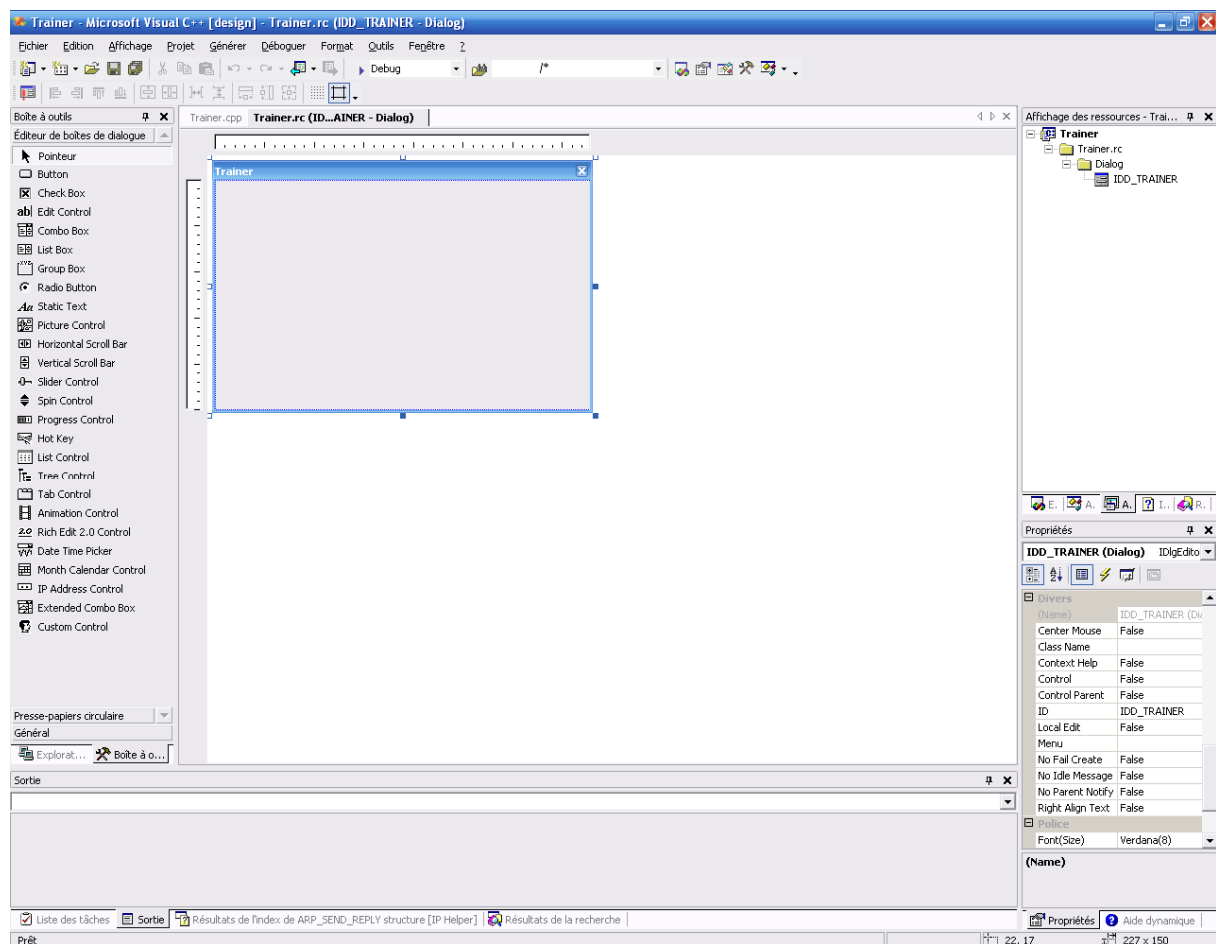 Trainer - Microsoft Visual C++ [design] - Trainer.rc (IDD_TRAINER - Dialog)
Fichier Edition Affichage Projet Générer Déboguer Format Outils Fenêtre ?
Debug /*
Boîte à outils
Éditeur de boîtes de dialogue
Pointeur
Button
Check Box
Edit Control
Combo Box
List Box
Group Box
Radio Button
Static Text
Picture Control
Horizontal Scroll Bar
Vertical Scroll Bar
Slider Control
Spin Control
Progress Control
Hot Key
List Control
Tree Control
Tab Control
Animation Control
Rich Edit 2.0 Control
Date Time Picker
Month Calendar Control
IP Address Control
Extended Combo Box
Custom Control
Presse-papiers circulaire
Général
Explorat... Boîte à o...
Trainer.cpp Trainer.rc (ID...AINER - Dialog)
Trainer
Affichage des ressources - Trai...
Trainer
Trainer.rc
Dialog
IDD_TRAINER
E. A. A. I.. R.
Propriétés
IDD_TRAINER (Dialog) IDlgEdito
Divers
(Name) IDD_TRAINER (Dia
Center Mouse False
Class Name
Context Help False
Control False
Control Parent False
ID IDD_TRAINER
Local Edit False
Menu
No Fail Create False
No Idle Message False
No Parent Notify False
Right Align Text False
Police
Font(Size) Verdana(8)
(Name)
Sortie
Liste des tâches Sortie Résultats de l'index de ARP_SEND_REPLY structure [IP Helper] Résultats de la recherche
Propriétés Aide dynamique
Prêt 22, 17 227 x 150